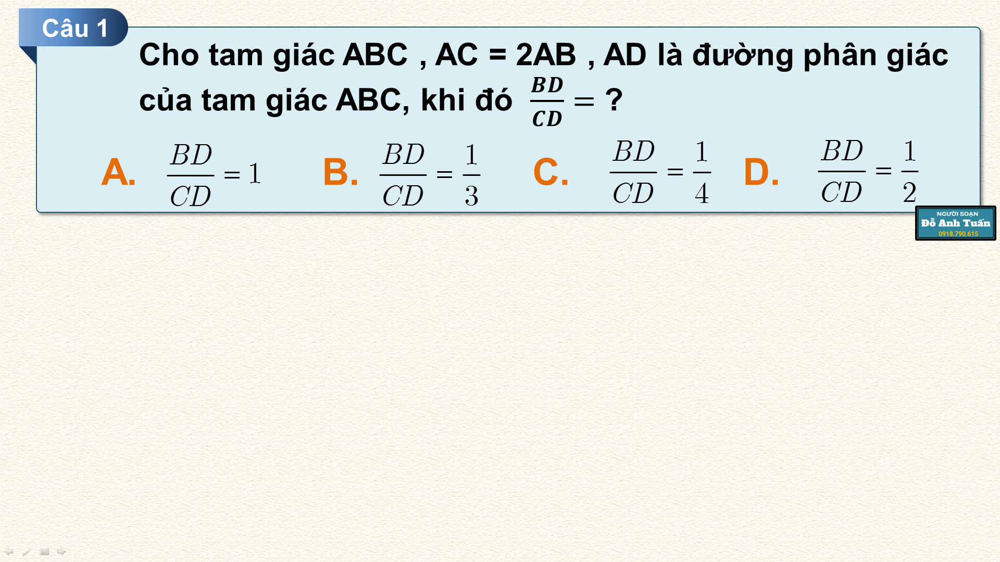 Câu 1
Cho tam giác ABC , AC = 2AB , AD là đường phân giác
của tam giác ABC, khi đó $\frac{BD}{CD}$ = ?
A. $\frac{BD}{CD} = 1$ B. $\frac{BD}{CD} = \frac{1}{3}$ C. $\frac{BD}{CD} = \frac{1}{4}$ D. $\frac{BD}{CD} = \frac{1}{2}$
NGƯỜI SOẠN
Đỗ Anh Tuấn
0918.790.615